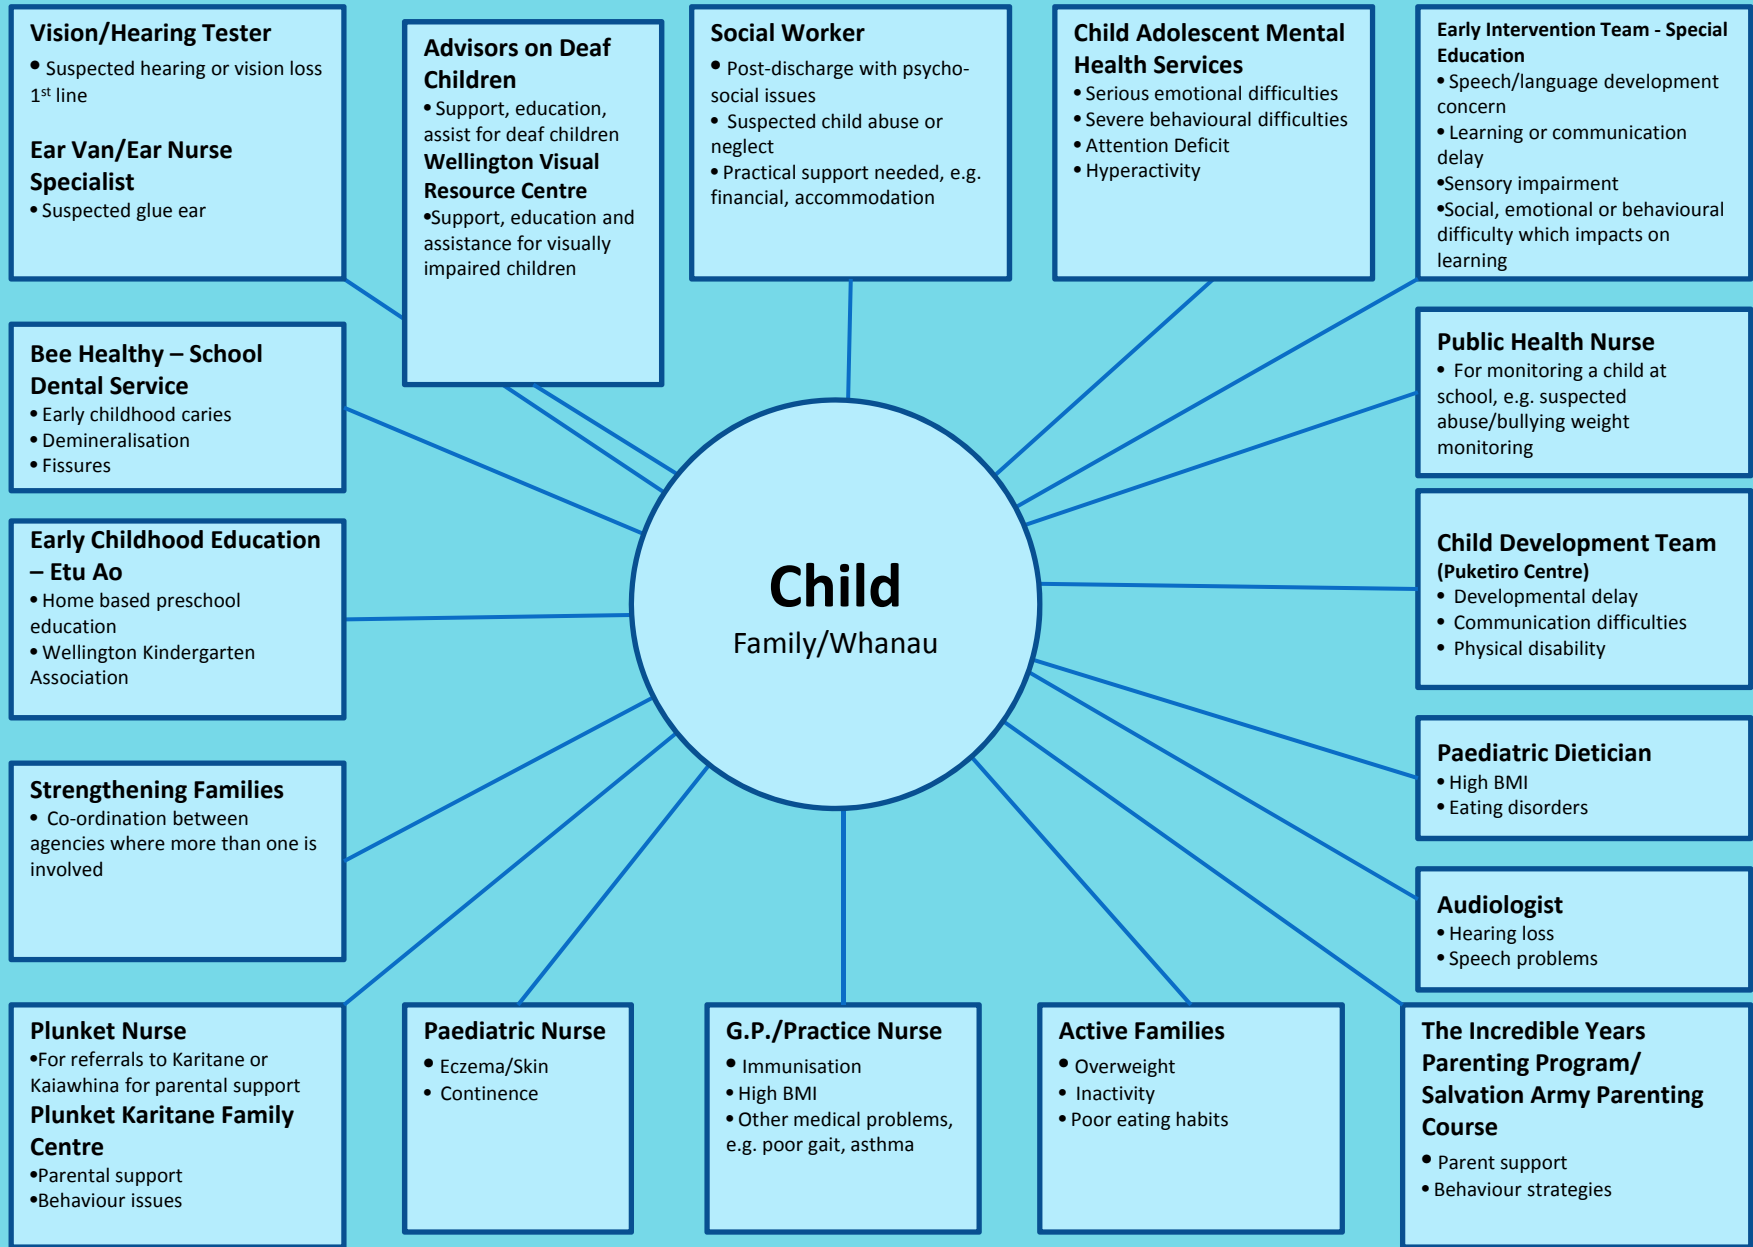 Vision/Hearing Tester
• Suspected hearing or vision loss
1st line
Ear Van/Ear Nurse
Specialist
• Suspected glue ear
Advisors on Deaf
Children
• Support, education,
assist for deaf children
Wellington Visual
Resource Centre
•Support, education and
assistance for visually
impaired children
Social Worker
• Post-discharge with psycho-
social issues
• Suspected child abuse or
neglect
• Practical support needed, e.g.
financial, accommodation
Child Adolescent Mental
Health Services
• Serious emotional difficulties
• Severe behavioural difficulties
• Attention Deficit
• Hyperactivity
Early Intervention Team - Special
Education
• Speech/language development
concern
• Learning or communication
delay
•Sensory impairment
•Social, emotional or behavioural
difficulty which impacts on
learning
Bee Healthy – School
Dental Service
• Early childhood caries
• Demineralisation
• Fissures
Public Health Nurse
• For monitoring a child at
school, e.g. suspected
abuse/bullying weight
monitoring
Early Childhood Education
– Etu Ao
• Home based preschool
education
• Wellington Kindergarten
Association
Child
Family/Whanau
Child Development Team
(Puketiro Centre)
• Developmental delay
• Communication difficulties
• Physical disability
Strengthening Families
• Co-ordination between
agencies where more than one is
involved
Paediatric Dietician
• High BMI
• Eating disorders
Audiologist
• Hearing loss
• Speech problems
Plunket Nurse
•For referrals to Karitane or
Kaiawhina for parental support
Plunket Karitane Family
Centre
•Parental support
•Behaviour issues
Paediatric Nurse
• Eczema/Skin
• Continence
G.P./Practice Nurse
• Immunisation
• High BMI
• Other medical problems,
e.g. poor gait, asthma
Active Families
• Overweight
• Inactivity
• Poor eating habits
The Incredible Years
Parenting Program/
Salvation Army Parenting
Course
• Parent support
• Behaviour strategies